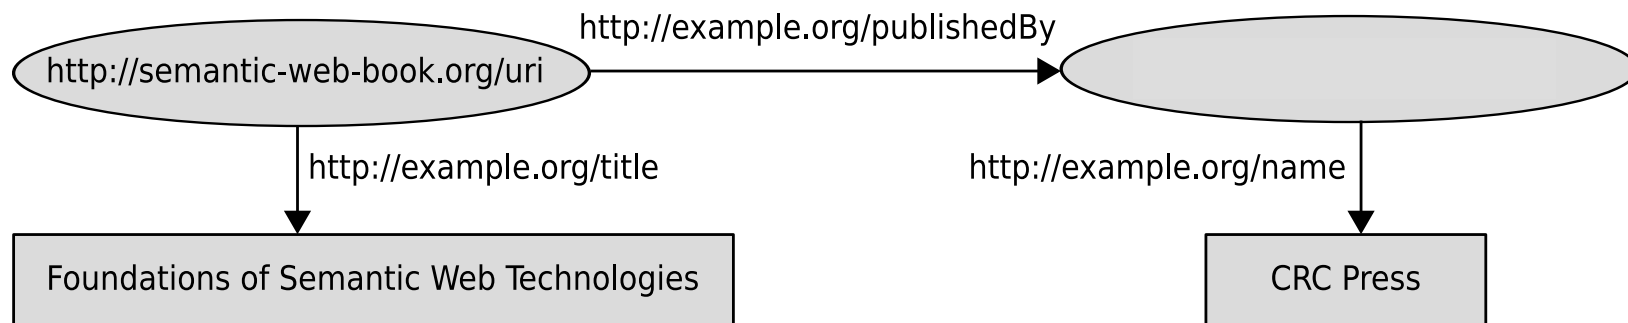 http://example.org/publishedBy
http://semantic-web-book.org/uri
http://example.org/title
http://example.org/name
Foundations of Semantic Web Technologies
CRC Press